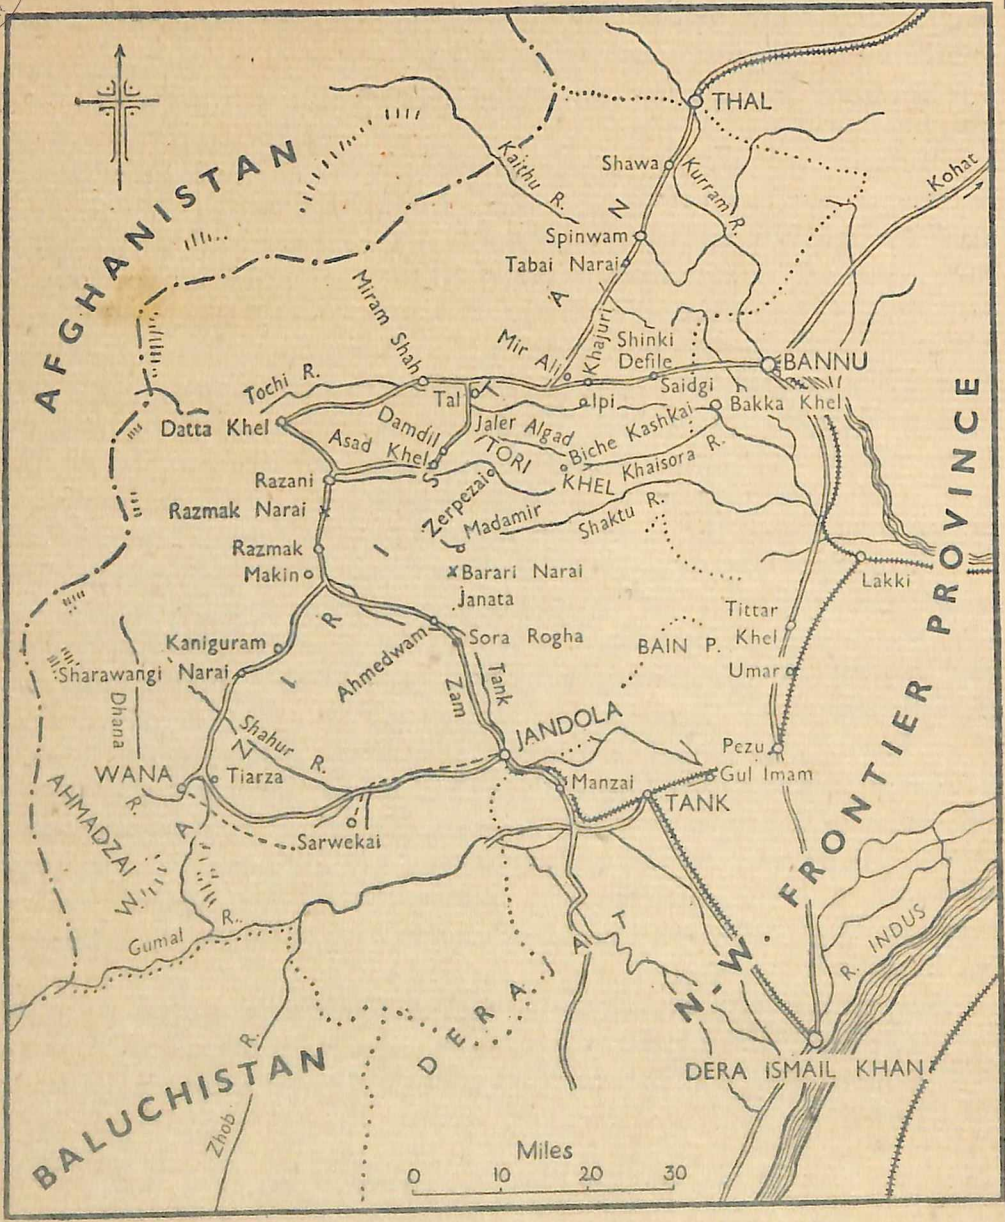 THAL
AFGHANISTAN
Kaithu R.
Shawa
Kurram R.
Kohat
Spinwam
Tabai Narai
WAZIRISTAN
Miram Shah
Mir Ali
Khajuri
Shinki
Defile
BANNU
Tochi R.
Tal
Ipi
Saidgi
Bakka Khel
Datta Khel
Damdil
Asad Khel
Jaler Algad
TORI
KHEL
Biche Kashkai
Khaisora R.
Razani
Razmak Narai
Zerpezai
Madamir
Shaktu R.
Razmak
Makin
Barari Narai
Janata
Lakki
Tittar
Khel
Kaniguram
Ahmedwam
Sora Rogha
BAIN P.
Umar
Sharawangi Narai
Tank
Zam
Dhana
R.
Shahur R.
JANDOLA
Pezu
WANA
Tiarza
Manzai
Gul Imam
TANK
AHMADZAI
W.
Sarwekai
N.W. FRONTIER PROVINCE
Gumal R.
R. INDUS
DERAJAT
BALUCHISTAN
Zhob R.
DERA ISMAIL KHAN
Miles
0 10 20 30